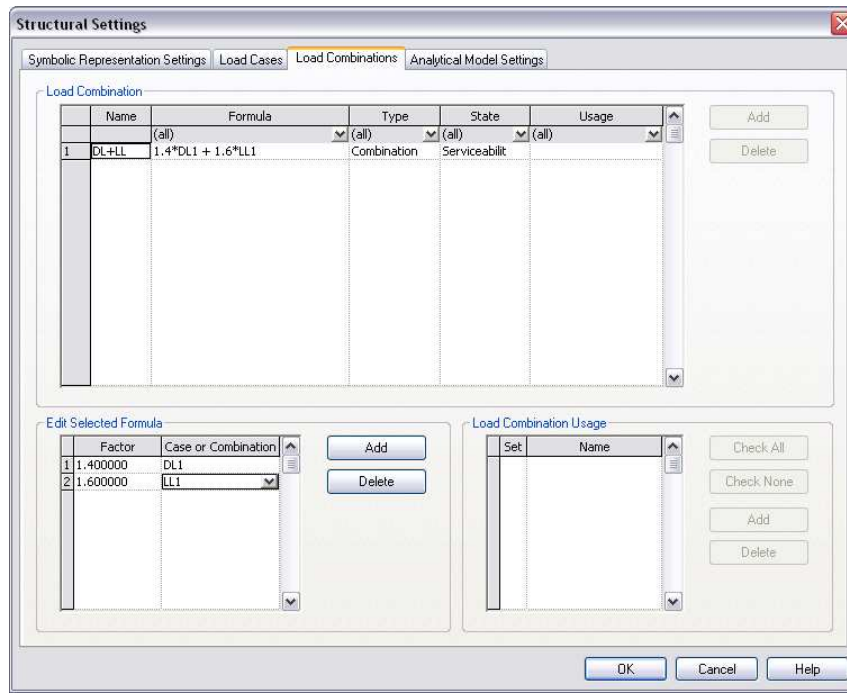 Structural Settings
Symbolic Representation Settings Load Cases Load Combinations Analytical Model Settings
Load Combination
Name Formula Type State Usage
(all) (all) (all) (all)
1 DL+LL 1.4*DL1 + 1.6*LL1 Combination Serviceabilit
Add
Delete
Edit Selected Formula
Factor Case or Combination
1 1.400000 DL1
2 1.600000 LL1
Add
Delete
Load Combination Usage
Set Name
Check All
Check None
Add
Delete
OK Cancel Help